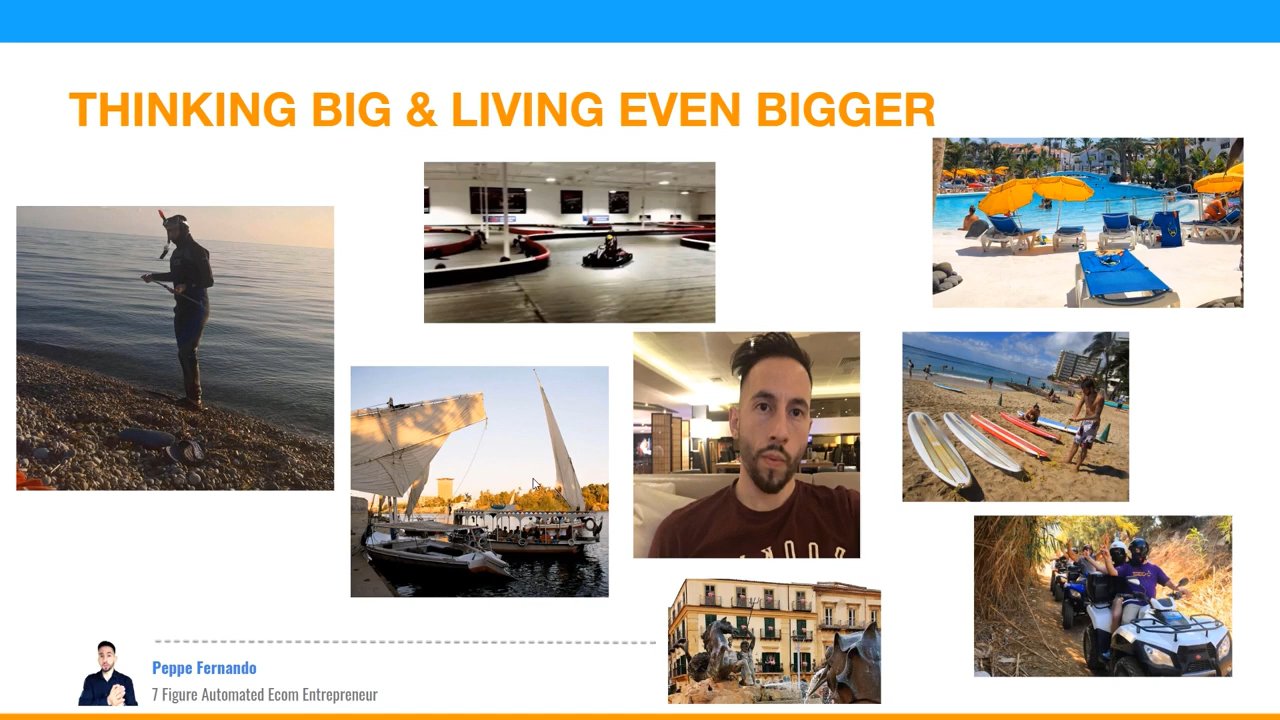 THINKING BIG & LIVING EVEN BIGGER
Peppe Fernando
7 Figure Automated Ecom Entrepreneur